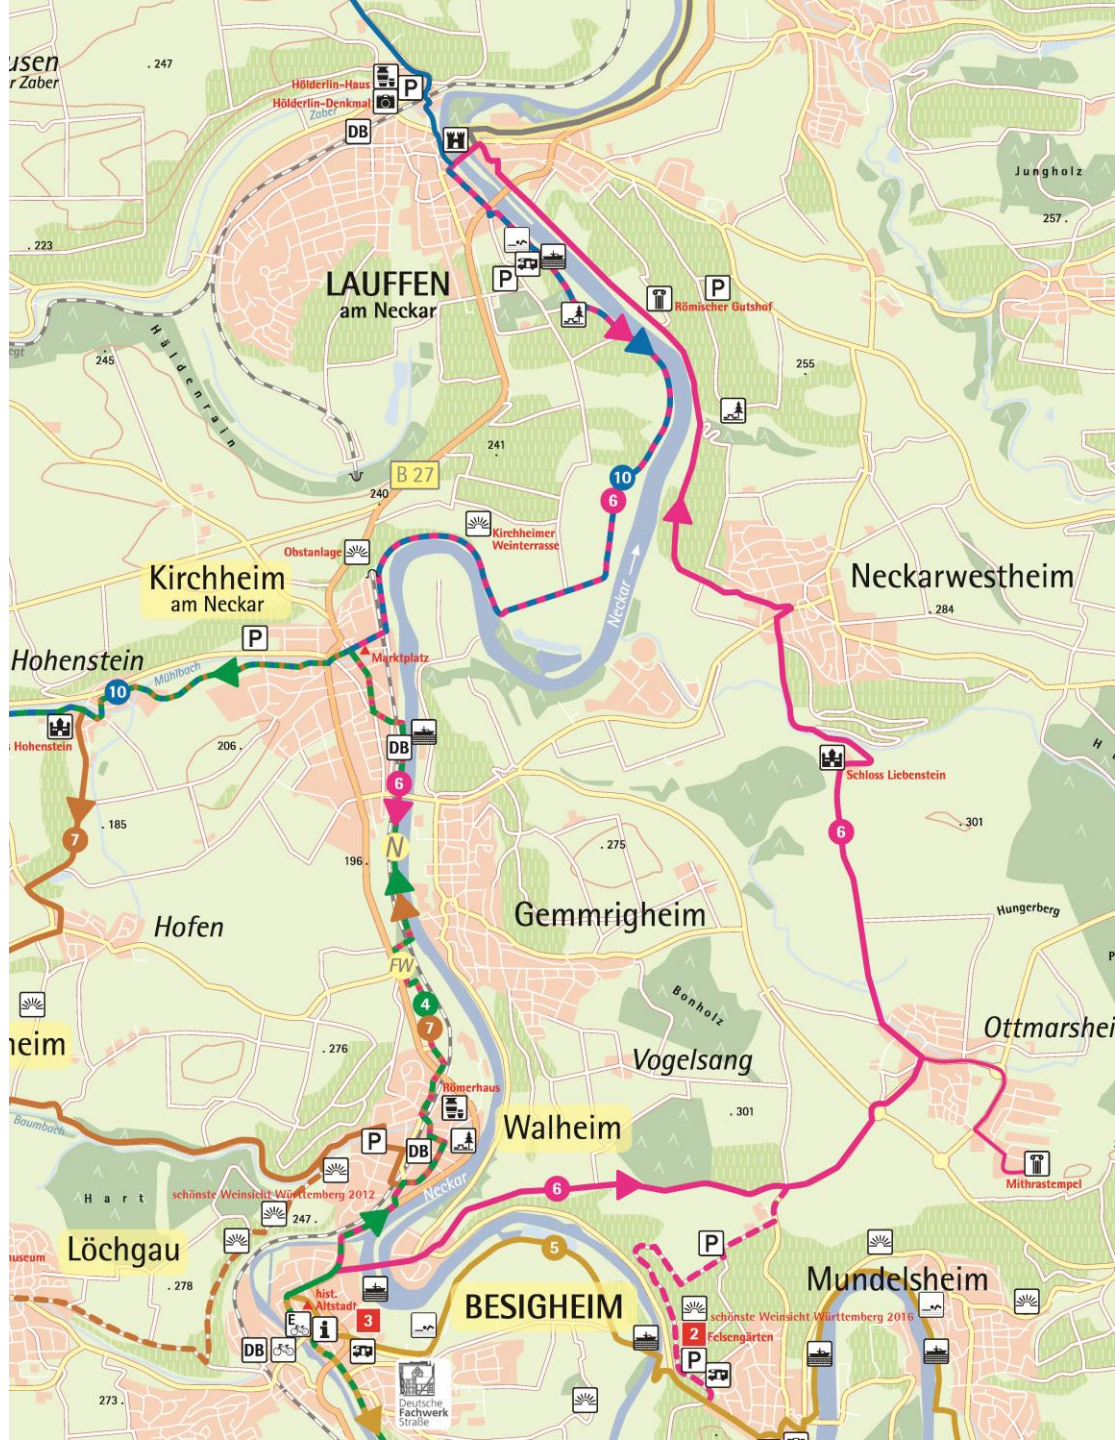 usen
r Zaber
. 247
Hölderlin-Haus
P
Hölderlin-Denkmal
Zaber
DB
Jungholz
257 .
. 223
LAUFFEN
am Neckar
P
P
Römischer Gutshof
Häldenrain
245
255
241
B 27
240
10
6
Kirchheimer
Weinterrasse
Obstanlage
Kirchheim
am Neckar
Neckar
Neckarwestheim
. 284
P
Hohenstein
Mühlbach
Marktplatz
10
s Hohenstein
206 .
DB
6
Schloss Liebenstein
6
. 301
7
. 185
196 .
N
. 275
Hungerberg
Gemmrigheim
Hofen
FW
4
7
Bonholz
Ottmarshei
heim
. 276
Vogelsang
Römerhaus
. 301
Baumbach
Walheim
P
DB
Mithrastempel
Hart
schönste Weinsicht Württemberg 2012
Neckar
6
247 .
Löchgau
museum
5
P
. 278
Mundelsheim
hist.
Altstadt
BESIGHEIM
E
i
3
schönste Weinsicht Württemberg 2016
2
Felsengärten
DB
P
Deutsche
Fachwerk
Straße
273 .